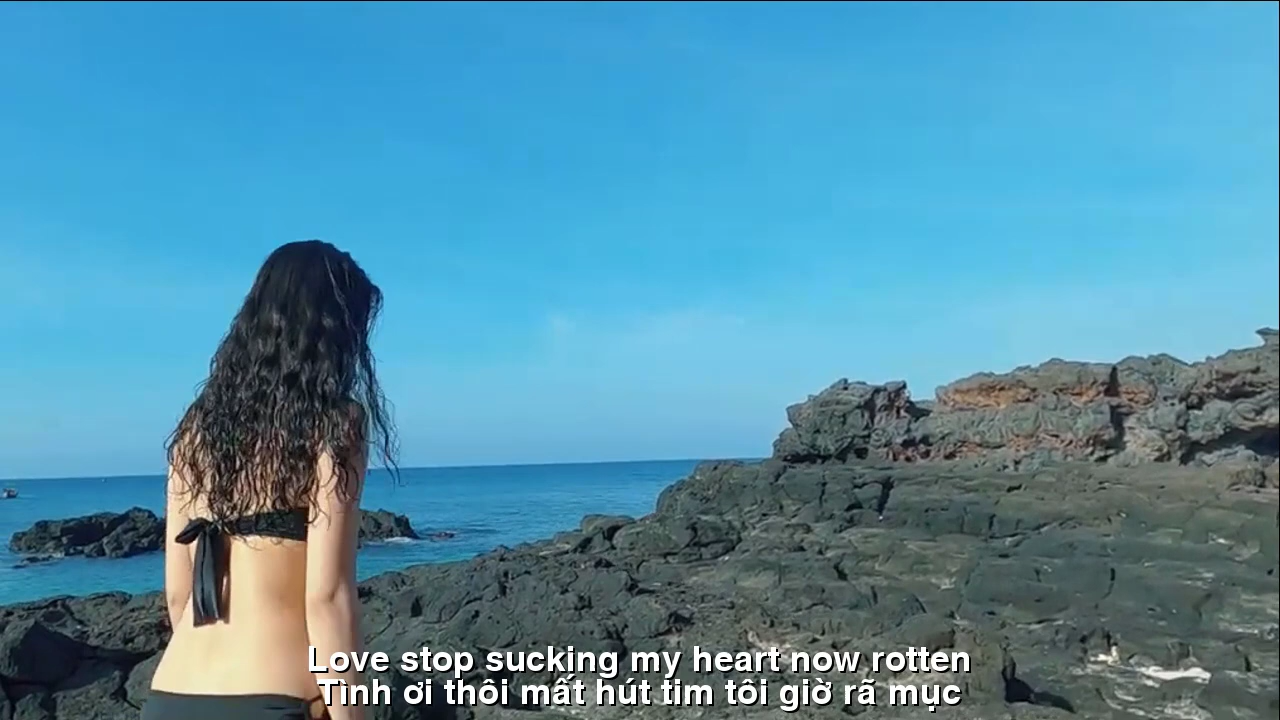 Love stop sucking my heart now rotten
Tình ơi thôi mất hút tim tôi giờ rã mục